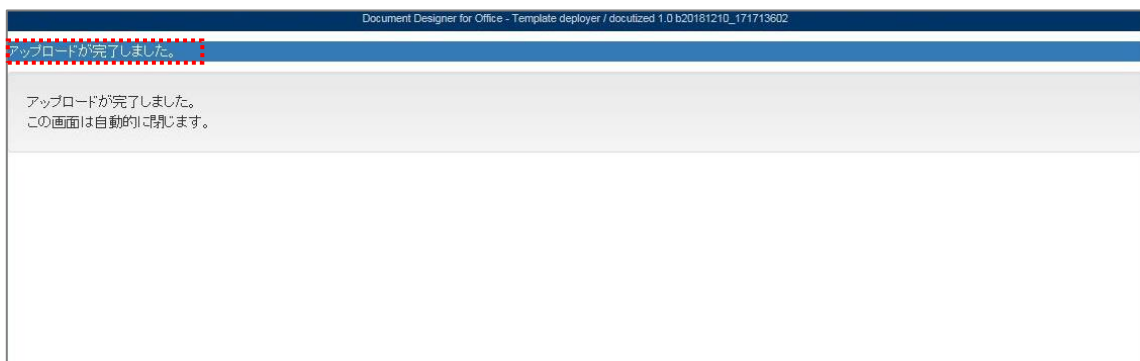 Document Designer for Office - Template deployer / docutized 1.0 b20181210_171713602
アップロードが完了しました。
アップロードが完了しました。
この画面は自動的に閉じます。